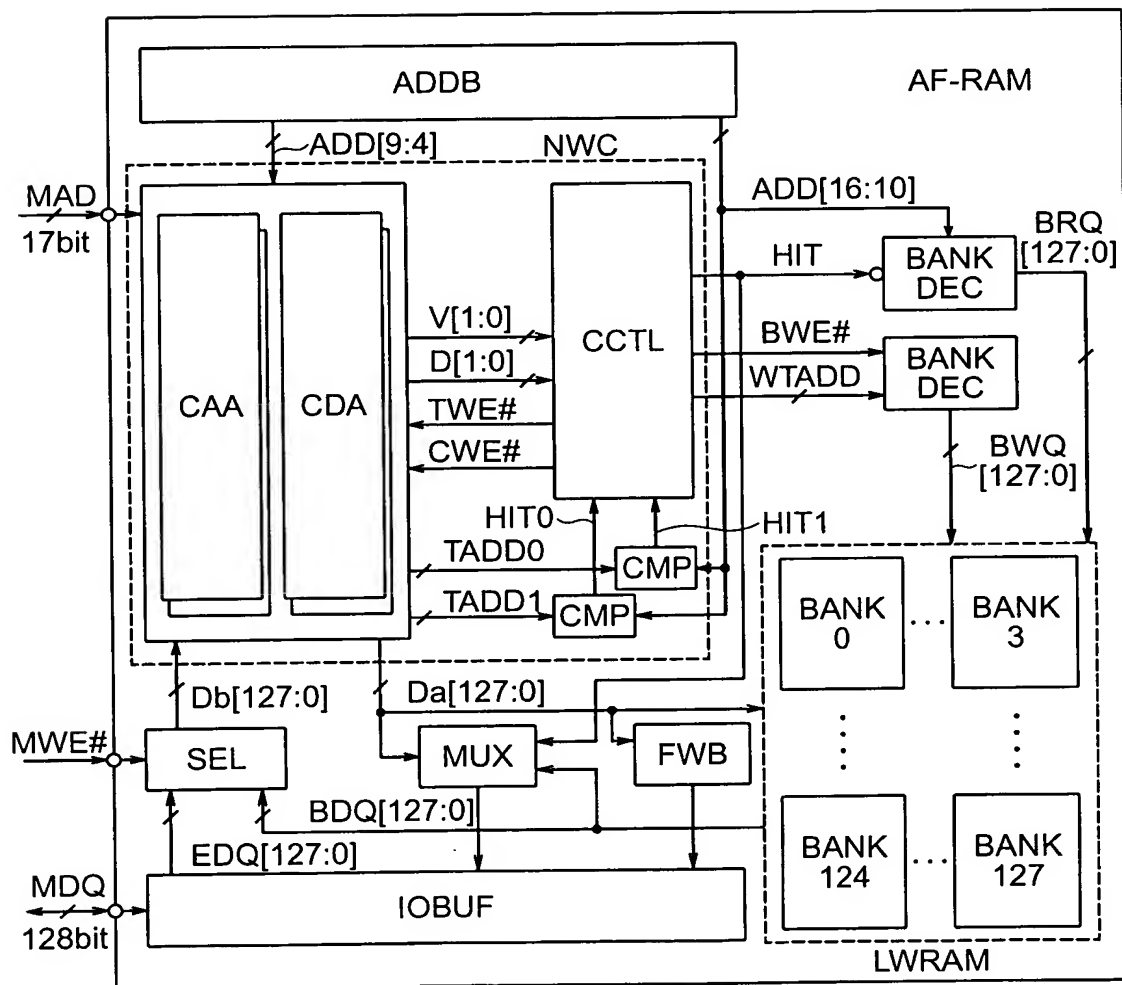 ADDB
AF-RAM
ADD[9:4]
NWC
MAD
17bit
ADD[16:10]
BRQ
[127:0]
HIT
BANK
DEC
V[1:0]
D[1:0]
TWE#
CWE#
CAA
CDA
CCTL
BWE#
WTADD
BANK
DEC
BWQ
[127:0]
HIT0
HIT1
TADD0
CMP
TADD1
CMP
BANK
0
BANK
3
Db[127:0]
Da[127:0]
MWE#
SEL
MUX
FWB
BDQ[127:0]
EDQ[127:0]
BANK
124
BANK
127
MDQ
128bit
IOBUF
LWRAM